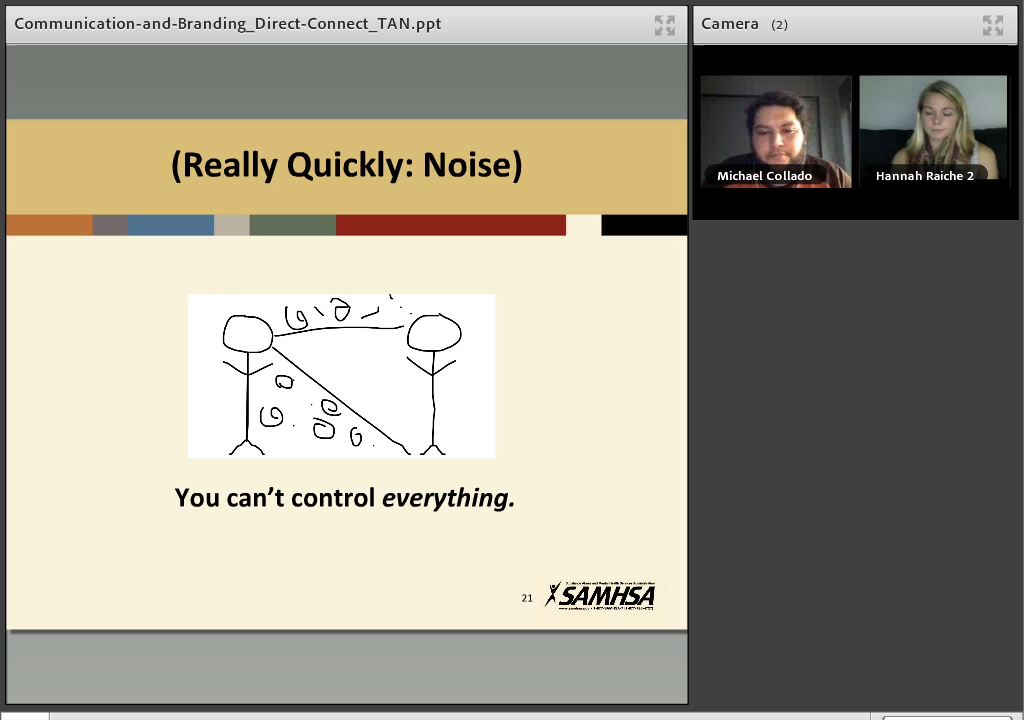 Communication-and-Branding_Direct-Connect_TAN.ppt
Camera (2)
Michael Collado
Hannah Raiche 2
(Really Quickly: Noise)
You can’t control everything.
21
SAMHSA